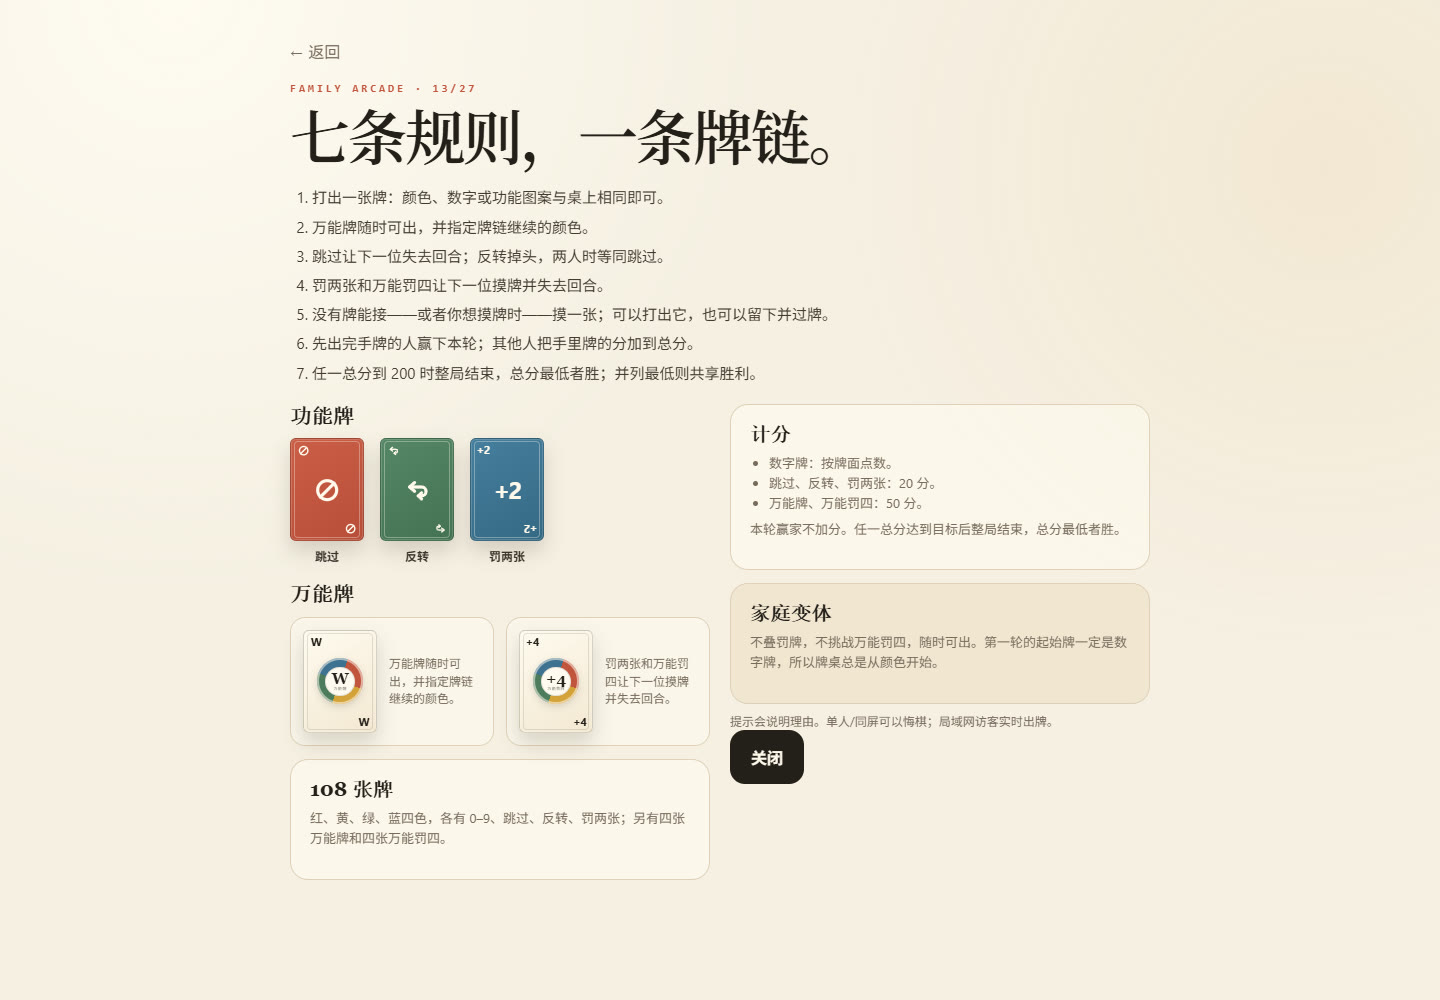 ← 返回
FAMILY ARCADE · 13/27
七条规则，一条牌链。
1. 打出一张牌：颜色、数字或功能图案与桌上相同即可。
2. 万能牌随时可出，并指定牌链继续的颜色。
3. 跳过让下一位失去回合；反转掉头，两人时等同跳过。
4. 罚两张和万能罚四让下一位摸牌并失去回合。
5. 没有牌能接——或者你想摸牌时——摸一张；可以打出它，也可以留下并过牌。
6. 先出完手牌的人赢下本轮；其他人把手里牌的分加到总分。
7. 任一总分到 200 时整局结束，总分最低者胜；并列最低则共享胜利。
功能牌
+2
+2
+2
跳过
反转
罚两张
万能牌
W
W
W
万能牌随时可
出，并指定牌链
继续的颜色。
+4
+4
+4
罚两张和万能罚
四让下一位摸牌
并失去回合。
108 张牌
红、黄、绿、蓝四色，各有 0–9、跳过、反转、罚两张；另有四张
万能牌和四张万能罚四。
计分
• 数字牌：按牌面点数。
• 跳过、反转、罚两张：20 分。
• 万能牌、万能罚四：50 分。
本轮赢家不加分。任一总分达到目标后整局结束，总分最低者胜。
家庭变体
不叠罚牌，不挑战万能罚四，随时可出。第一轮的起始牌一定是数
字牌，所以牌桌总是从颜色开始。
提示会说明理由。单人/同屏可以悔棋；局域网访客实时出牌。
关闭